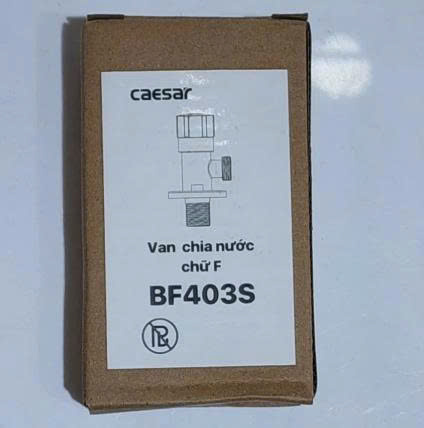 caesar
Van chia nước
chữ F
BF403S